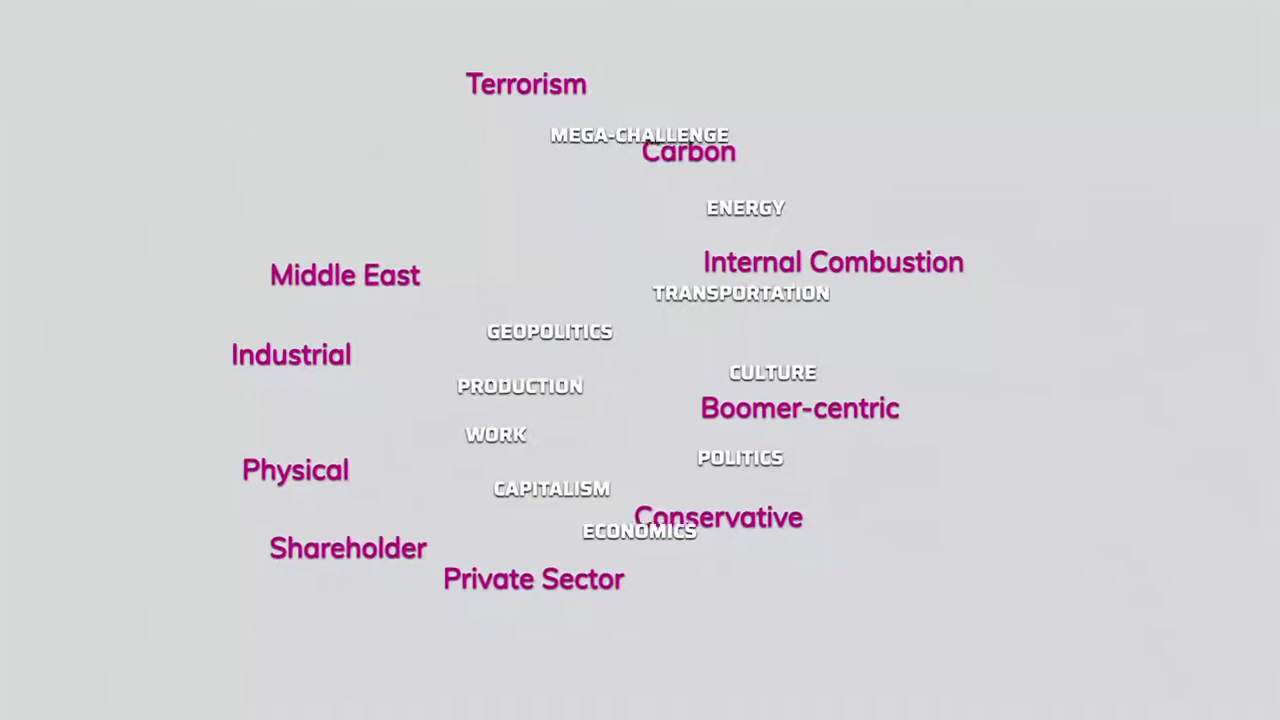 Terrorism
MEGA-CHALLENGE
Carbon
ENERGY
Internal Combustion
Middle East
TRANSPORTATION
GEOPOLITICS
Industrial
CULTURE
PRODUCTION
Boomer-centric
WORK
POLITICS
Physical
CAPITALISM
Conservative
ECONOMICS
Shareholder
Private Sector